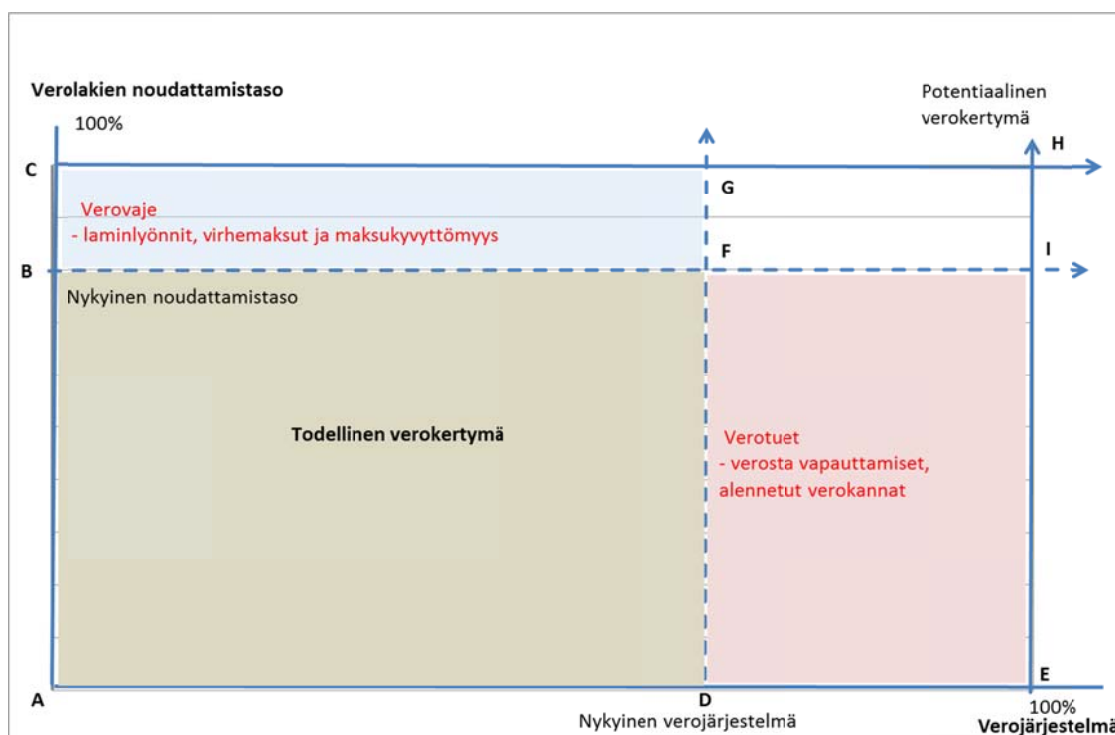 Verolakien noudattamistaso
100%
Potentiaalinen
verokertymä
C
H
G
Verovaje
- laminlyönnit, virhemaksut ja maksukyvyttömyys
B
F
I
Nykyinen noudattamistaso
Todellinen verokertymä
Verotuet
- verosta vapauttamiset,
alennetut verokannat
A
D
E
Nykyinen verojärjestelmä
100%
Verojärjestelmä